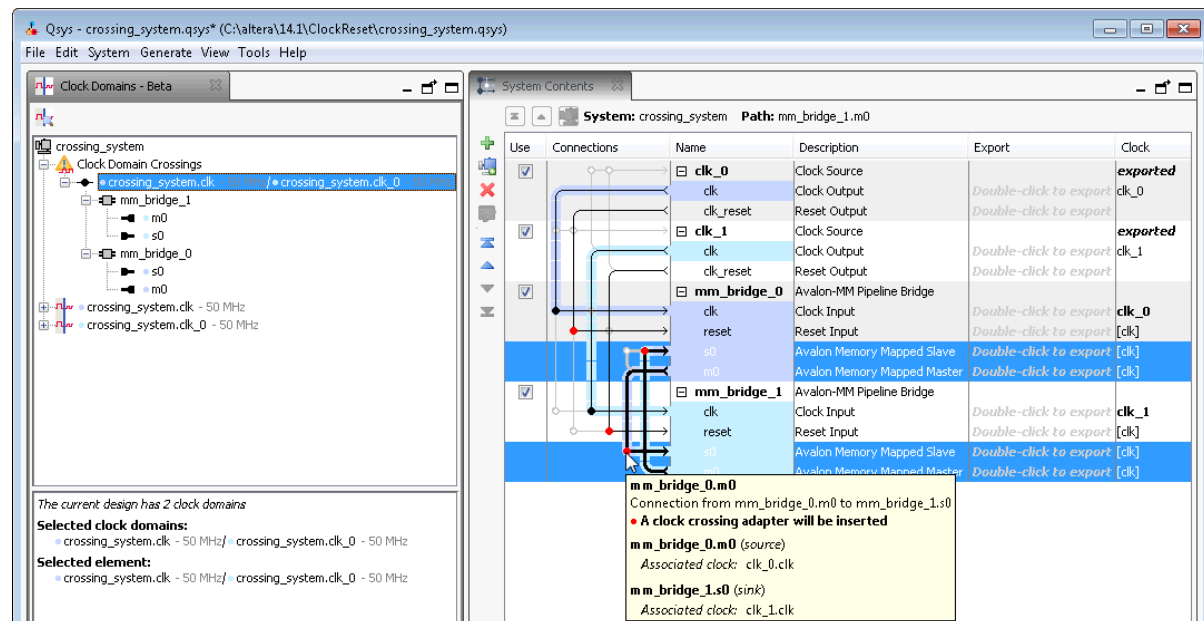 Qsys - crossing_system.qsys* (C:\altera\14.1\ClockReset\crossing_system.qsys)
File Edit System Generate View Tools Help
Clock Domains - Beta
crossing_system
Clock Domain Crossings
crossing_system.clk - 50 MHz/ crossing_system.clk_0 - 50 MHz
mm_bridge_1
m0
s0
mm_bridge_0
s0
m0
crossing_system.clk - 50 MHz
crossing_system.clk_0 - 50 MHz
The current design has 2 clock domains
Selected clock domains:
crossing_system.clk - 50 MHz/ crossing_system.clk_0 - 50 MHz
Selected element:
crossing_system.clk - 50 MHz/ crossing_system.clk_0 - 50 MHz
System Contents
System: crossing_system Path: mm_bridge_1.m0
Use Connections Name Description Export Clock
clk_0 Clock Source exported
clk Clock Output Double-click to export clk_0
clk_reset Reset Output Double-click to export
clk_1 Clock Source exported
clk Clock Output Double-click to export clk_1
clk_reset Reset Output Double-click to export
mm_bridge_0 Avalon-MM Pipeline Bridge
clk Clock Input Double-click to export clk_0
reset Reset Input Double-click to export [clk]
s0 Avalon Memory Mapped Slave Double-click to export [clk]
m0 Avalon Memory Mapped Master Double-click to export [clk]
mm_bridge_1 Avalon-MM Pipeline Bridge
clk Clock Input Double-click to export clk_1
reset Reset Input Double-click to export [clk]
s0 Avalon Memory Mapped Slave Double-click to export [clk]
m0 Avalon Memory Mapped Master Double-click to export [clk]
mm_bridge_0.m0
Connection from mm_bridge_0.m0 to mm_bridge_1.s0
• A clock crossing adapter will be inserted
mm_bridge_0.m0 (source)
Associated clock: clk_0.clk
mm_bridge_1.s0 (sink)
Associated clock: clk_1.clk